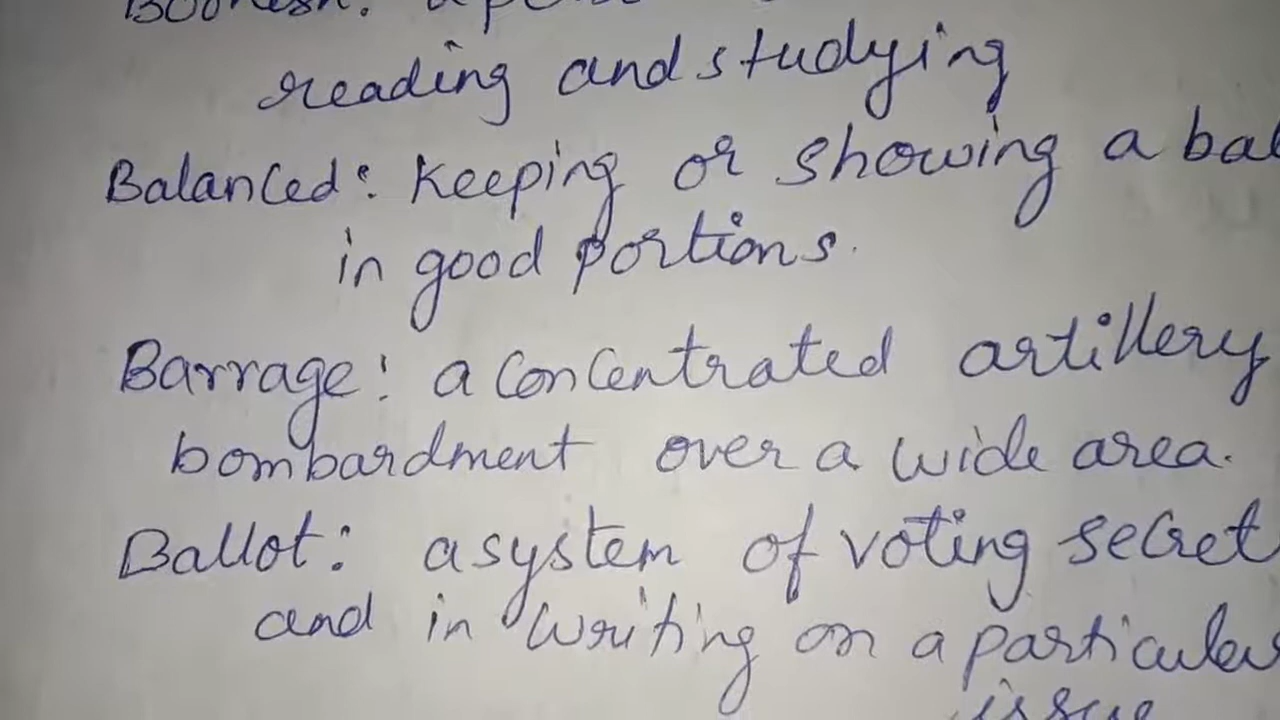 reading and studying
Balanced: Keeping or showing a
in good portions.
Barrage: a concentrated artillery
bombardment over a wide area.
Ballot: a system of voting secret
and in writing on a particular
issue